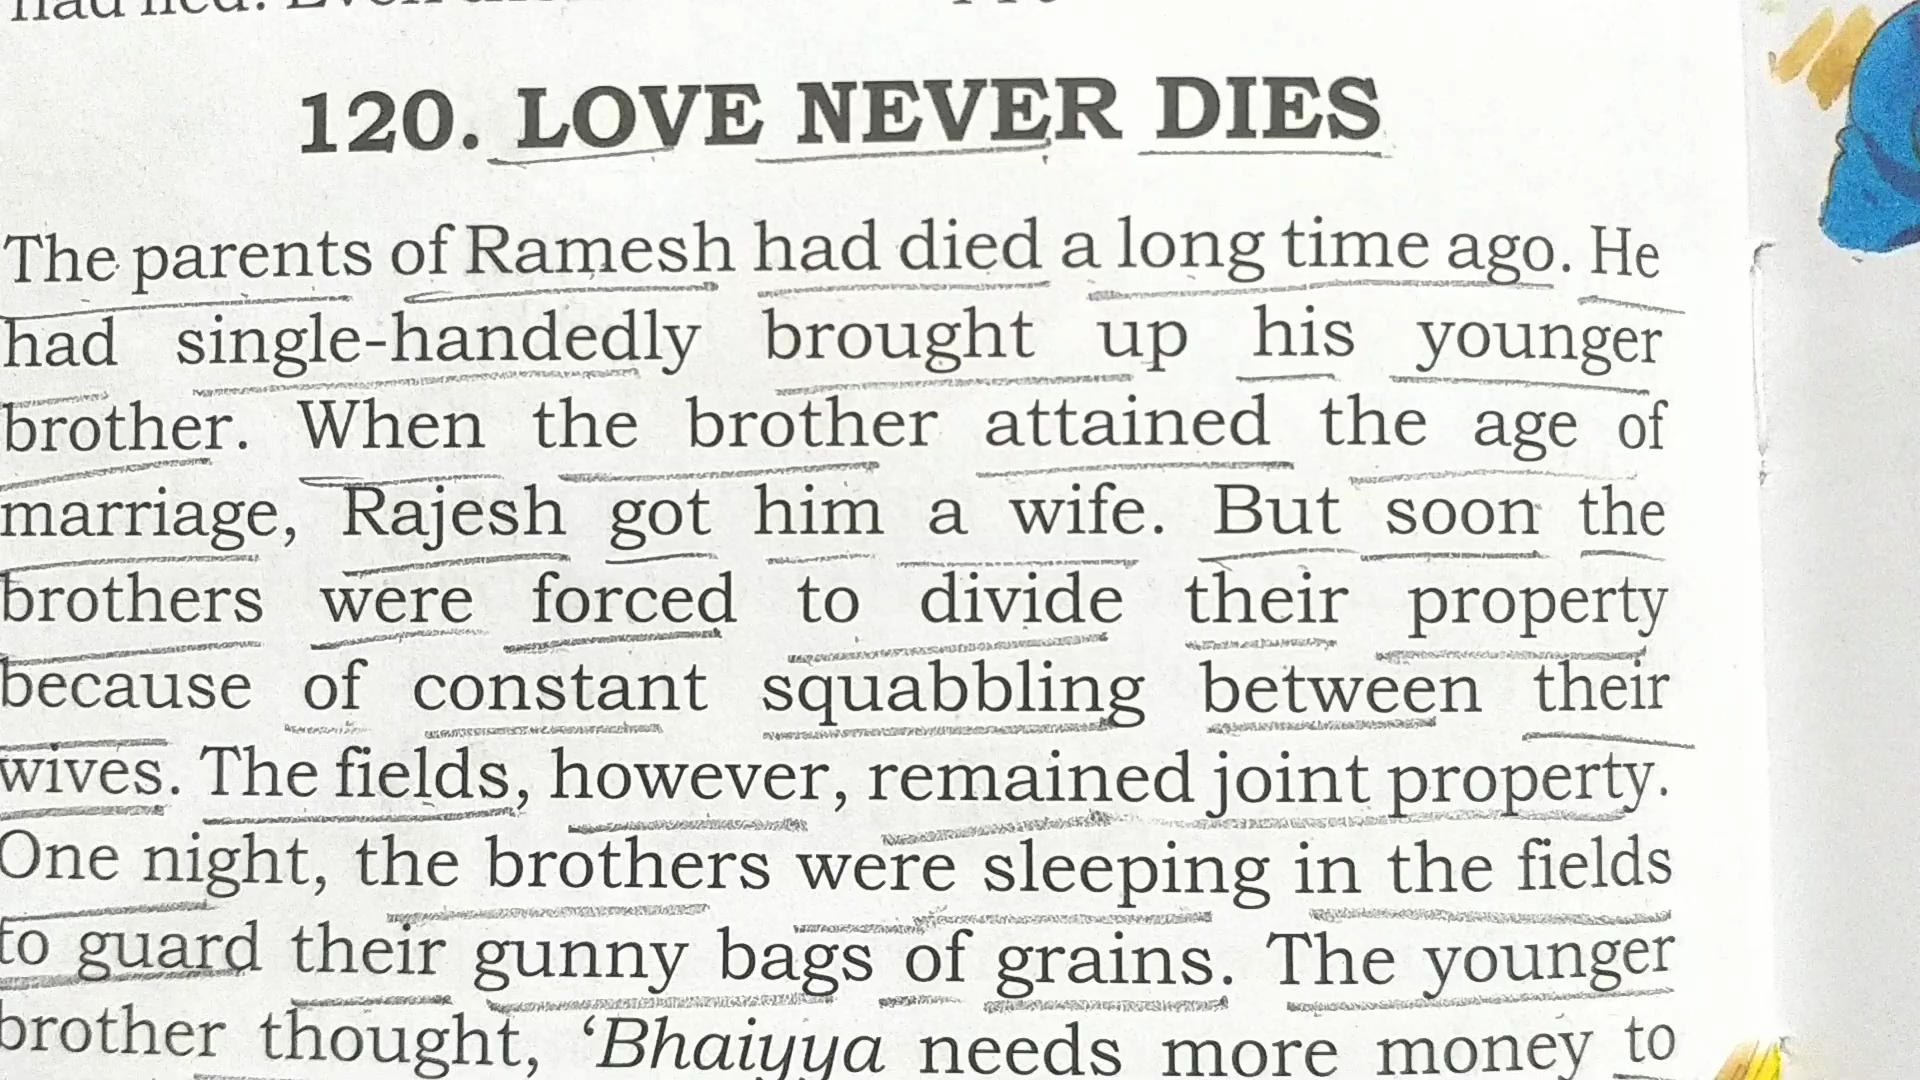 120. LOVE NEVER DIES
The parents of Ramesh had died a long time ago. He
had single-handedly brought up his younger
brother. When the brother attained the age of
marriage, Rajesh got him a wife. But soon the
brothers were forced to divide their property
because of constant squabbling between their
wives. The fields, however, remained joint property.
One night, the brothers were sleeping in the fields
to guard their gunny bags of grains. The younger
brother thought, ‘Bhaiyya needs more money to